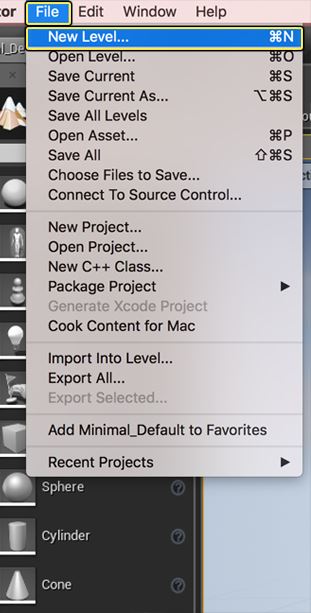 tor File Edit Window Help
New Level... ⌘N
Open Level... ⌘O
Save Current ⌘S
Save Current As... ⌥⌘S
Save All Levels
Open Asset... ⌘P
Save All ⇧⌘S
Choose Files to Save...
Connect To Source Control...
New Project...
Open Project...
New C++ Class...
Package Project
Generate Xcode Project
Cook Content for Mac
Import Into Level...
Export All...
Export Selected...
Add Minimal_Default to Favorites
Recent Projects
Sphere
Cylinder
Cone